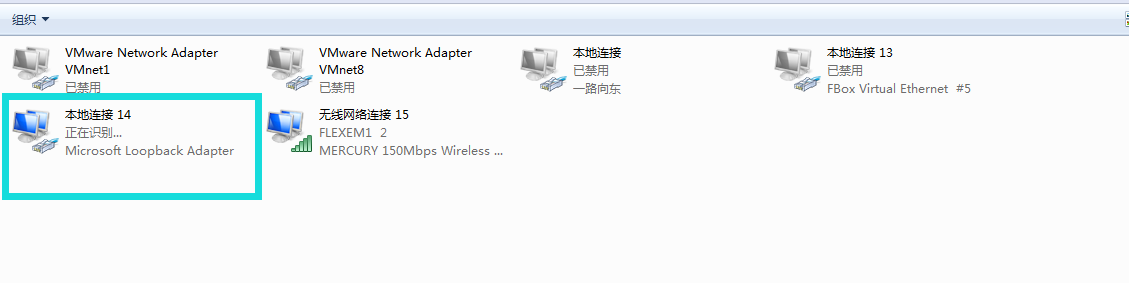 组织
VMware Network Adapter
VMnet1
已禁用
VMware Network Adapter
VMnet8
已禁用
本地连接
已禁用
一路向东
本地连接 13
已禁用
FBox Virtual Ethernet #5
本地连接 14
正在识别...
Microsoft Loopback Adapter
无线网络连接 15
FLEXEM1 2
MERCURY 150Mbps Wireless ...